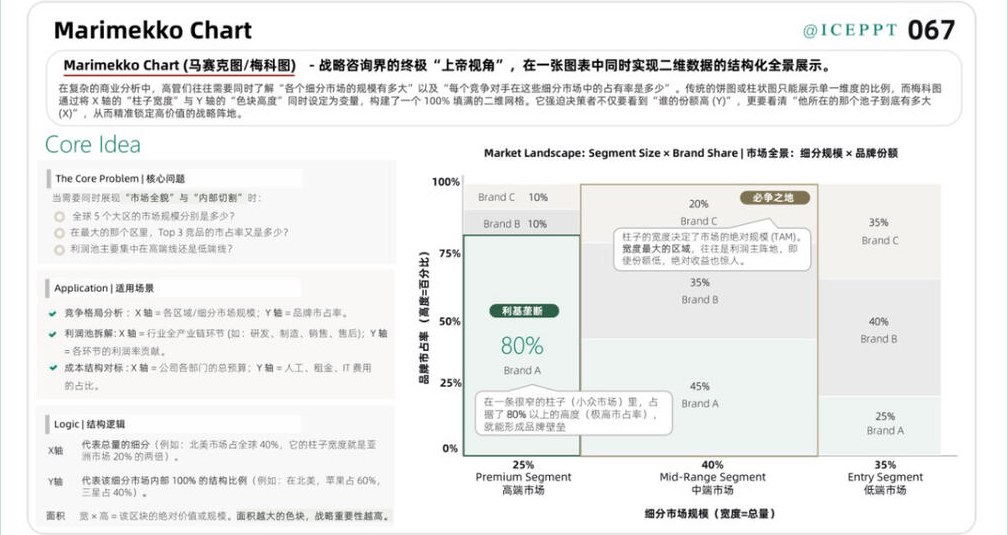 Marimekko Chart
@ICEPPT 067
Marimekko Chart (马赛克图/梅科图) - 战略咨询界的终极“上帝视角”，在一张图表中同时实现二维数据的结构化全景展示。
在复杂的商业分析中，高管们往往需要同时了解“各个细分市场的规模有多大”以及“每个竞争对手在这些细分市场中的占有率是多少”。传统的饼图或柱状图只能展示单一维度的比例，而梅科图
通过将 X 轴的“柱子宽度”与 Y 轴的“色块高度”同时设定为变量，构建了一个 100% 填满的二维网格。它强迫决策者不仅要看到“谁的份额高 (Y)”，更要看清“他所在的那个池子到底有多大
(X)”，从而精准锁定高价值的战略阵地。
Core Idea
The Core Problem | 核心问题
当需要同时展现“市场全貌”与“内部切割”时：
全球 5 个大区的市场规模分别是多少？
在最大的那个区里，Top 3 竞品的市占率又是多少？
利润池主要集中在高端线还是低端线？
Application | 适用场景
竞争格局分析：X 轴 = 各区域/细分市场规模；Y 轴 = 品牌市占率。
利润池拆解: X 轴 = 行业全产业链环节 (如：研发、制造、销售、售后)；Y 轴
= 各环节的利润率贡献。
成本结构对标：X 轴 = 公司各部门的总预算；Y 轴 = 人工、租金、IT 费用
的占比。
Logic | 结构逻辑
X轴 代表总量的细分（例如：北美市场占全球 40%，它的柱子宽度就是亚
洲市场 20% 的两倍）。
Y轴 代表该细分市场内部 100% 的结构比例（例如：在北美，苹果占 60%，
三星占 40%）。
面积 宽 × 高 = 该区块的绝对价值或规模。面积越大的色块，战略重要性越高。
Market Landscape: Segment Size × Brand Share | 市场全景：细分规模 × 品牌份额
品牌市占率（高度=百分比）
100%
75%
50%
25%
0%
Brand C 10%
Brand B 10%
利基垄断
80%
Brand A
在一条很窄的柱子（小众市场）里，占
据了 80% 以上的高度（极高市占率），
就能形成品牌壁垒
必争之地
20%
Brand C
柱子的宽度决定了市场的绝对规模 (TAM)。
宽度最大的区域，往往是利润主阵地，即
使份额低，绝对收益也惊人。
35%
Brand B
45%
Brand A
35%
Brand C
40%
Brand B
25%
Brand A
25%
Premium Segment
高端市场
40%
Mid-Range Segment
中端市场
35%
Entry Segment
低端市场
细分市场规模（宽度=总量）